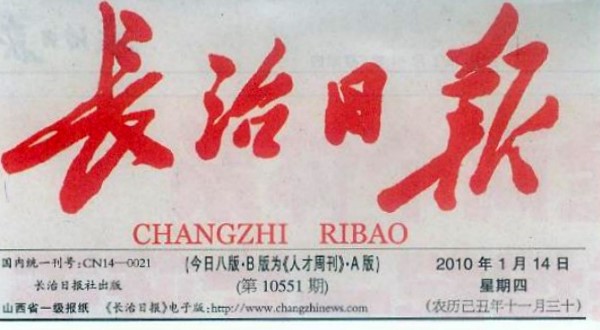 长治日报
CHANGZHI RIBAO
国内统一刊号:CN14—0021
长治日报社出版
山西省一级报纸 《长治日报》电子版:http://www.changzhinews.com
(今日八版·B版为《人才周刊》·A版)
(第10551期)
2010年1月14日
星期四
(农历己丑年十一月三十)